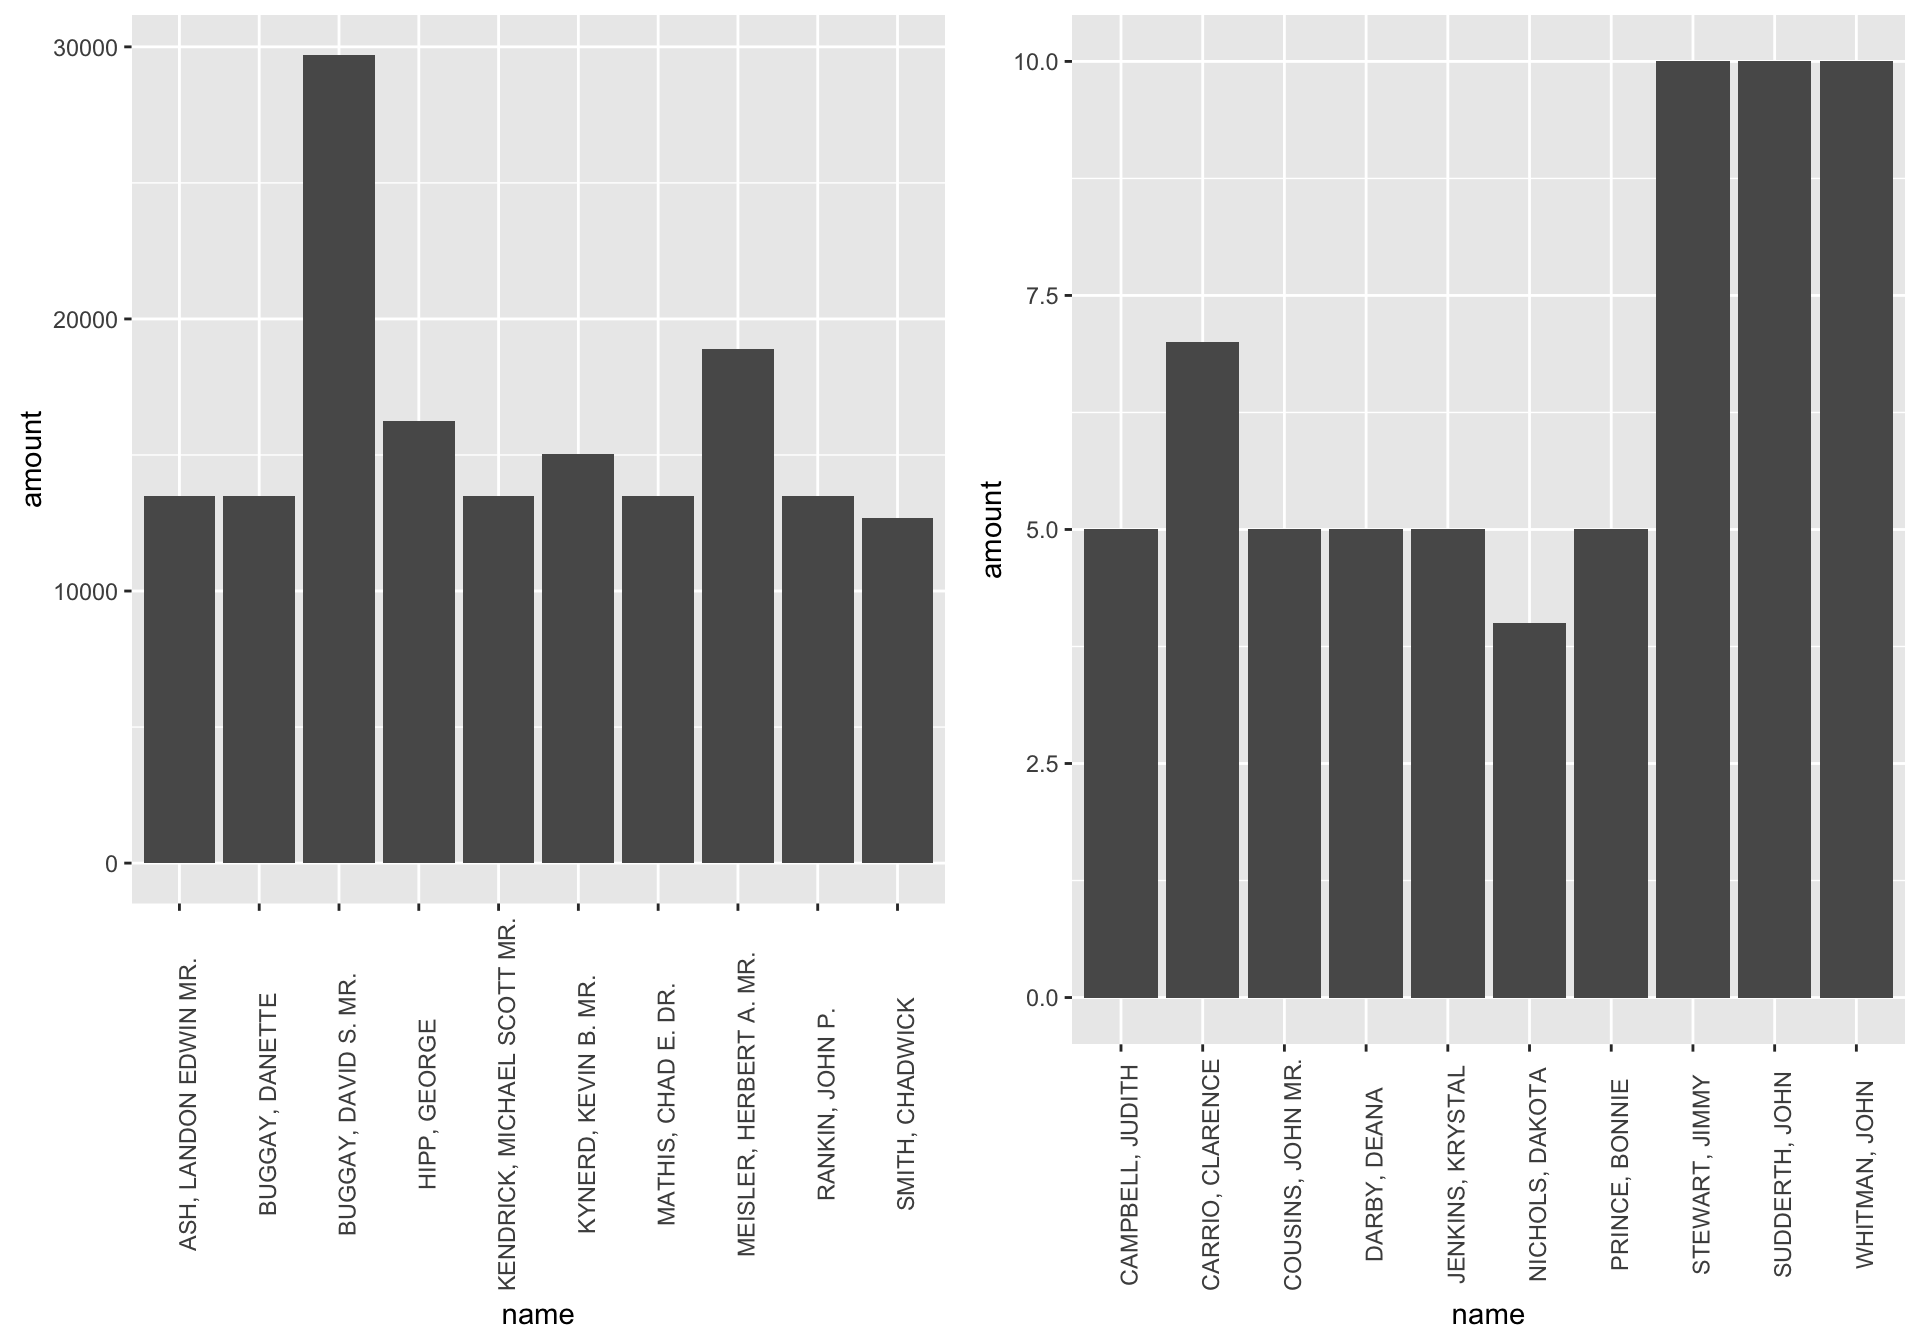 30000
20000
10000
0
amount
ASH, LANDON EDWIN MR.
BUGGAY, DANETTE
BUGGAY, DAVID S. MR.
HIPP, GEORGE
KENDRICK, MICHAEL SCOTT MR.
KYNERD, KEVIN B. MR.
MATHIS, CHAD E. DR.
MEISLER, HERBERT A. MR.
RANKIN, JOHN P.
SMITH, CHADWICK
name
10.0
7.5
5.0
2.5
0.0
amount
CAMPBELL, JUDITH
CARRIO, CLARENCE
COUSINS, JOHN MR.
DARBY, DEANA
JENKINS, KRYSTAL
NICHOLS, DAKOTA
PRINCE, BONNIE
STEWART, JIMMY
SUDDERTH, JOHN
WHITMAN, JOHN
name